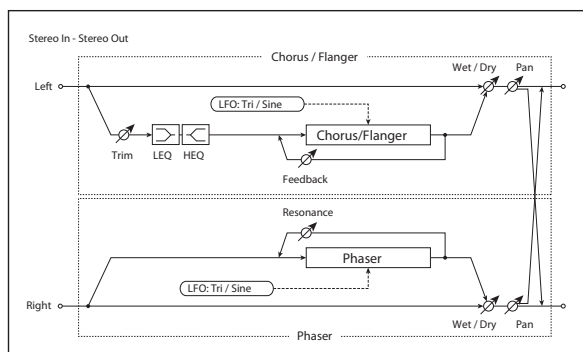 Stereo In - Stereo Out
Chorus / Flanger
Wet / Dry
Pan
Left
LFO: Tri / Sine
Chorus/Flanger
Trim
LEQ
HEQ
Feedback
Resonance
Phaser
LFO: Tri / Sine
Right
Wet / Dry
Pan
Phaser